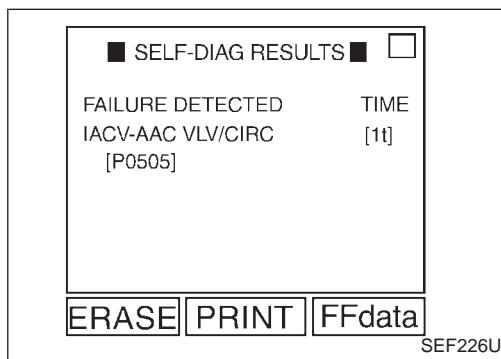 ■ SELF-DIAG RESULTS ■ □
FAILURE DETECTED TIME
IACV-AAC VLV/CIRC [1t]
[P0505]
ERASE PRINT FFdata
SEF226U